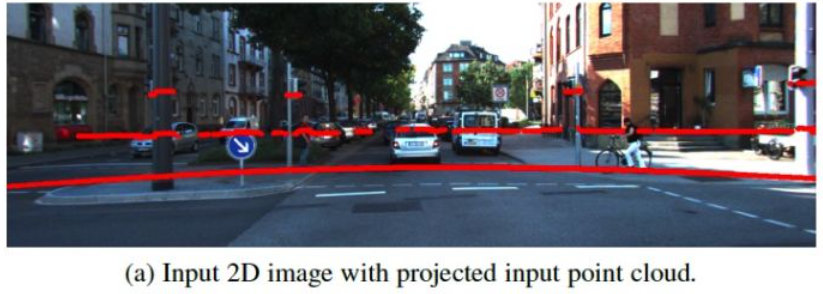 (a) Input 2D image with projected input point cloud.